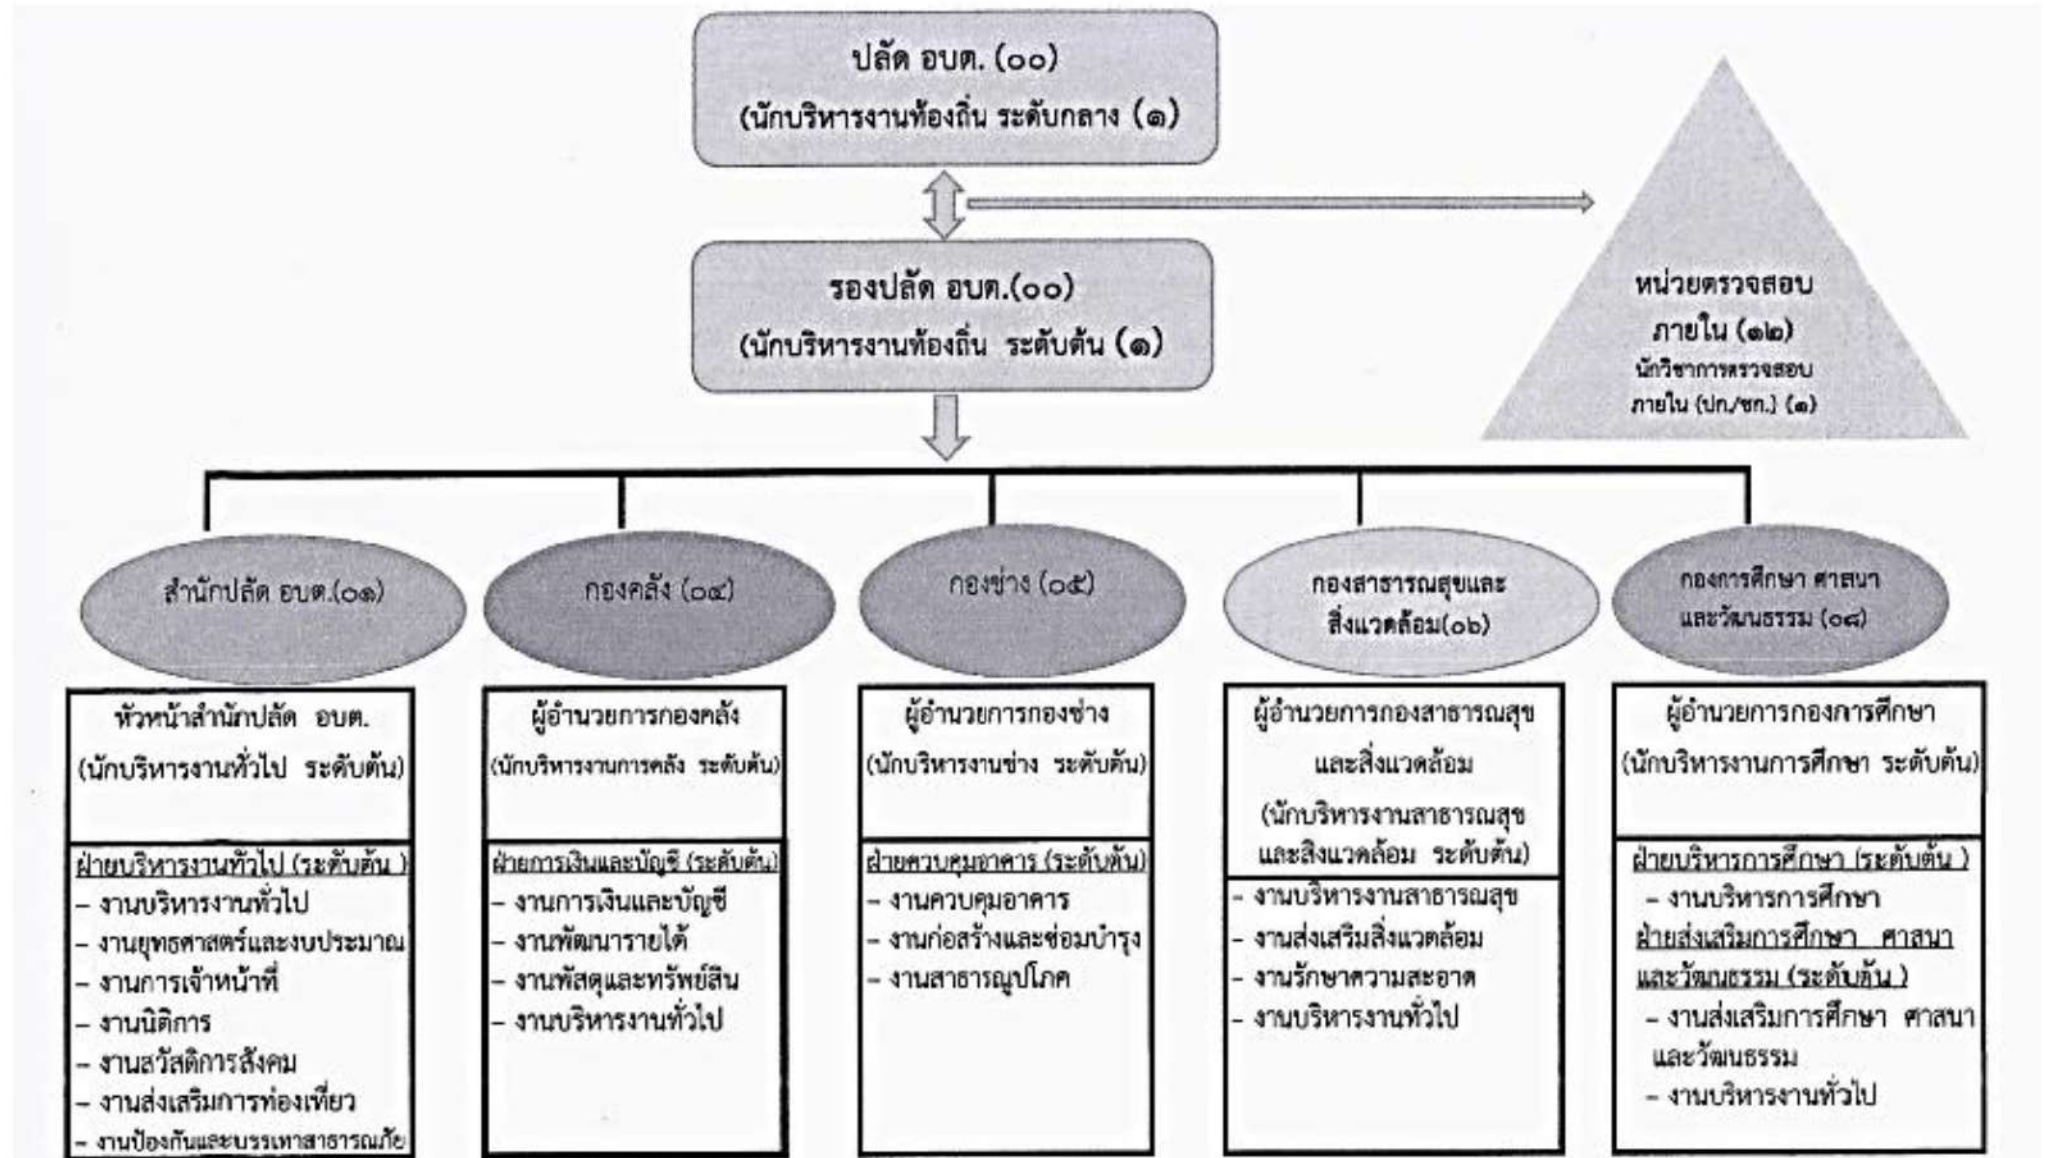 ปลัด อบต. (๐๐)
(นักบริหารงานท้องถิ่น ระดับกลาง (๑)
รองปลัด อบต.(๐๐)
(นักบริหารงานท้องถิ่น ระดับต้น (๑)
หน่วยตรวจสอบ
ภายใน (๑๒)
นักวิชาการตรวจสอบ
ภายใน (ปก./ชก.) (๑)
สำนักปลัด อบต.(๐๑)
กองคลัง (๐๔)
กองช่าง (๐๕)
กองสาธารณสุขและ
สิ่งแวดล้อม(๐๖)
กองการศึกษา ศาสนา
และวัฒนธรรม (๐๘)
หัวหน้าสำนักปลัด อบต.
(นักบริหารงานทั่วไป ระดับต้น)
ฝ่ายบริหารงานทั่วไป (ระดับต้น )
- งานบริหารงานทั่วไป
- งานยุทธศาสตร์และงบประมาณ
- งานการเจ้าหน้าที่
- งานนิติการ
- งานสวัสดิการสังคม
- งานส่งเสริมการท่องเที่ยว
- งานป้องกันและบรรเทาสาธารณภัย
ผู้อำนวยการกองคลัง
(นักบริหารงานการคลัง ระดับต้น)
ฝ่ายการเงินและบัญชี (ระดับต้น)
- งานการเงินและบัญชี
- งานพัฒนารายได้
- งานพัสดุและทรัพย์สิน
- งานบริหารงานทั่วไป
ผู้อำนวยการกองช่าง
(นักบริหารงานช่าง ระดับต้น)
ฝ่ายควบคุมอาคาร (ระดับต้น)
- งานควบคุมอาคาร
- งานก่อสร้างและซ่อมบำรุง
- งานสาธารณูปโภค
ผู้อำนวยการกองสาธารณสุข
และสิ่งแวดล้อม
(นักบริหารงานสาธารณสุข
และสิ่งแวดล้อม ระดับต้น)
- งานบริหารงานสาธารณสุข
- งานส่งเสริมสิ่งแวดล้อม
- งานรักษาความสะอาด
- งานบริหารงานทั่วไป
ผู้อำนวยการกองการศึกษา
(นักบริหารงานการศึกษา ระดับต้น)
ฝ่ายบริหารการศึกษา (ระดับต้น )
- งานบริหารการศึกษา
ฝ่ายส่งเสริมการศึกษา ศาสนา
และวัฒนธรรม (ระดับต้น )
- งานส่งเสริมการศึกษา ศาสนา
และวัฒนธรรม
- งานบริหารงานทั่วไป